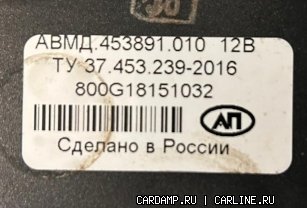 АВМД.453891.010 12В
ТУ 37.453.239-2016
800G18151032
АП
Сделано в России
CARDAMP.RU | CARLINE.RU